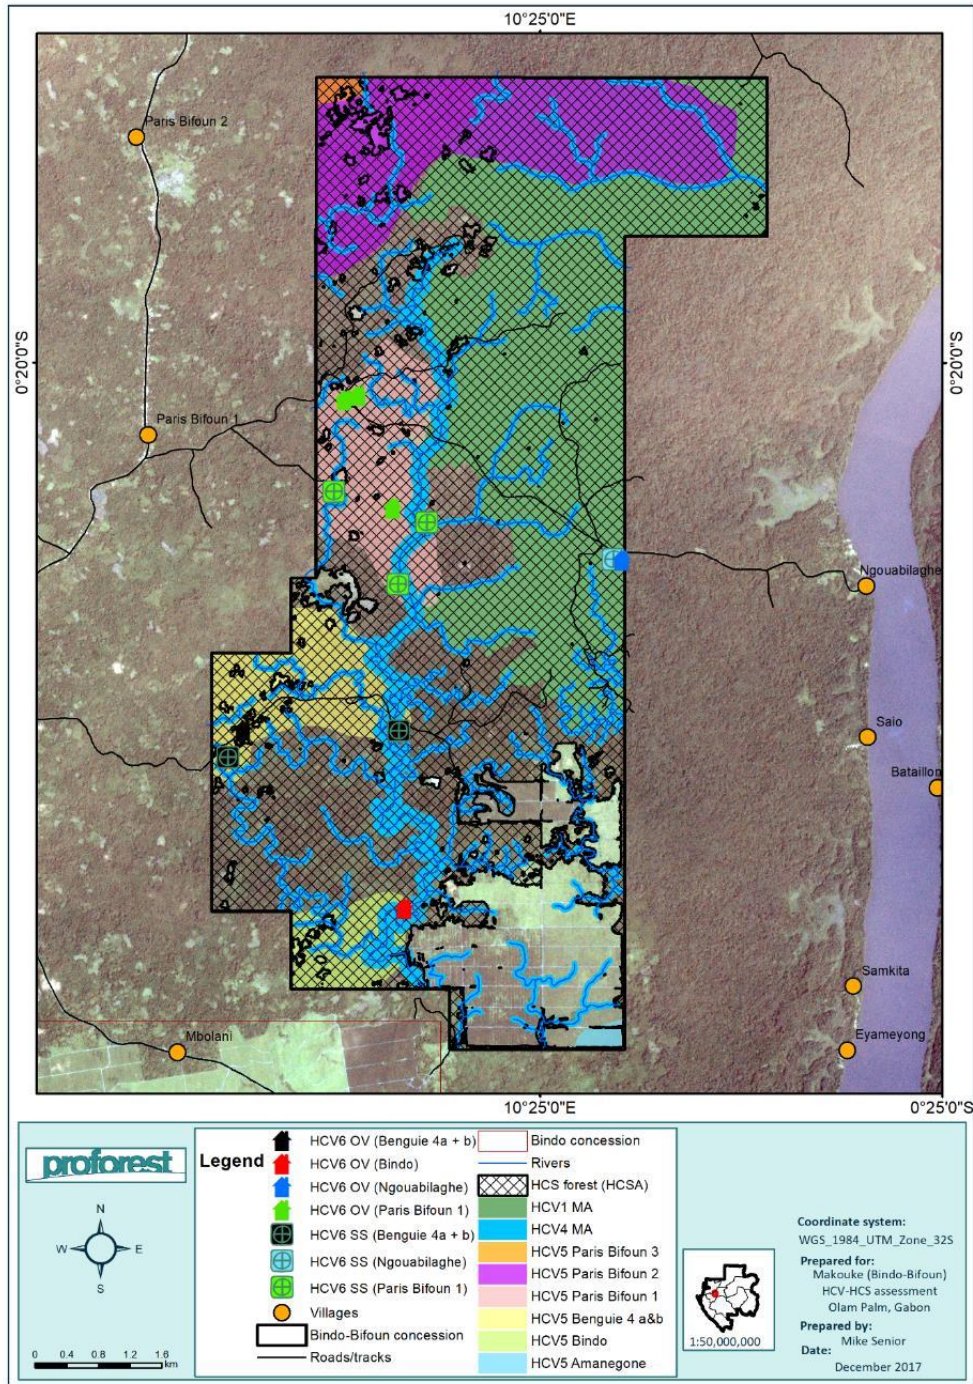 10°25'0"E
Paris Bifoun 2
0°20'0"S
0°20'0"S
Paris Bifoun 1
Ngouabilaghe
Saio
Bataillon
Samkita
Eyameyong
Mbolani
10°25'0"E
0°25'0"S
proforest
N
W
E
S
0 0.4 0.8 1.2 1.6
km
Legend
HCV6 OV (Benguie 4a + b)
HCV6 OV (Bindo)
HCV6 OV (Ngouabilaghe)
HCV6 OV (Paris Bifoun 1)
HCV6 SS (Benguie 4a + b)
HCV6 SS (Ngouabilaghe)
HCV6 SS (Paris Bifoun 1)
Villages
Bindo-Bifoun concession
Roads/tracks
Bindo concession
Rivers
HCS forest (HCSA)
HCV1 MA
HCV4 MA
HCV5 Paris Bifoun 3
HCV5 Paris Bifoun 2
HCV5 Paris Bifoun 1
HCV5 Benguie 4 a&b
HCV5 Bindo
HCV5 Amanegone
1:50,000,000
Coordinate system:
WGS_1984_UTM_Zone_32S
Prepared for:
Makouke (Bindo-Bifoun)
HCV-HCS assessment
Olam Palm, Gabon
Prepared by:
Mike Senior
Date:
December 2017